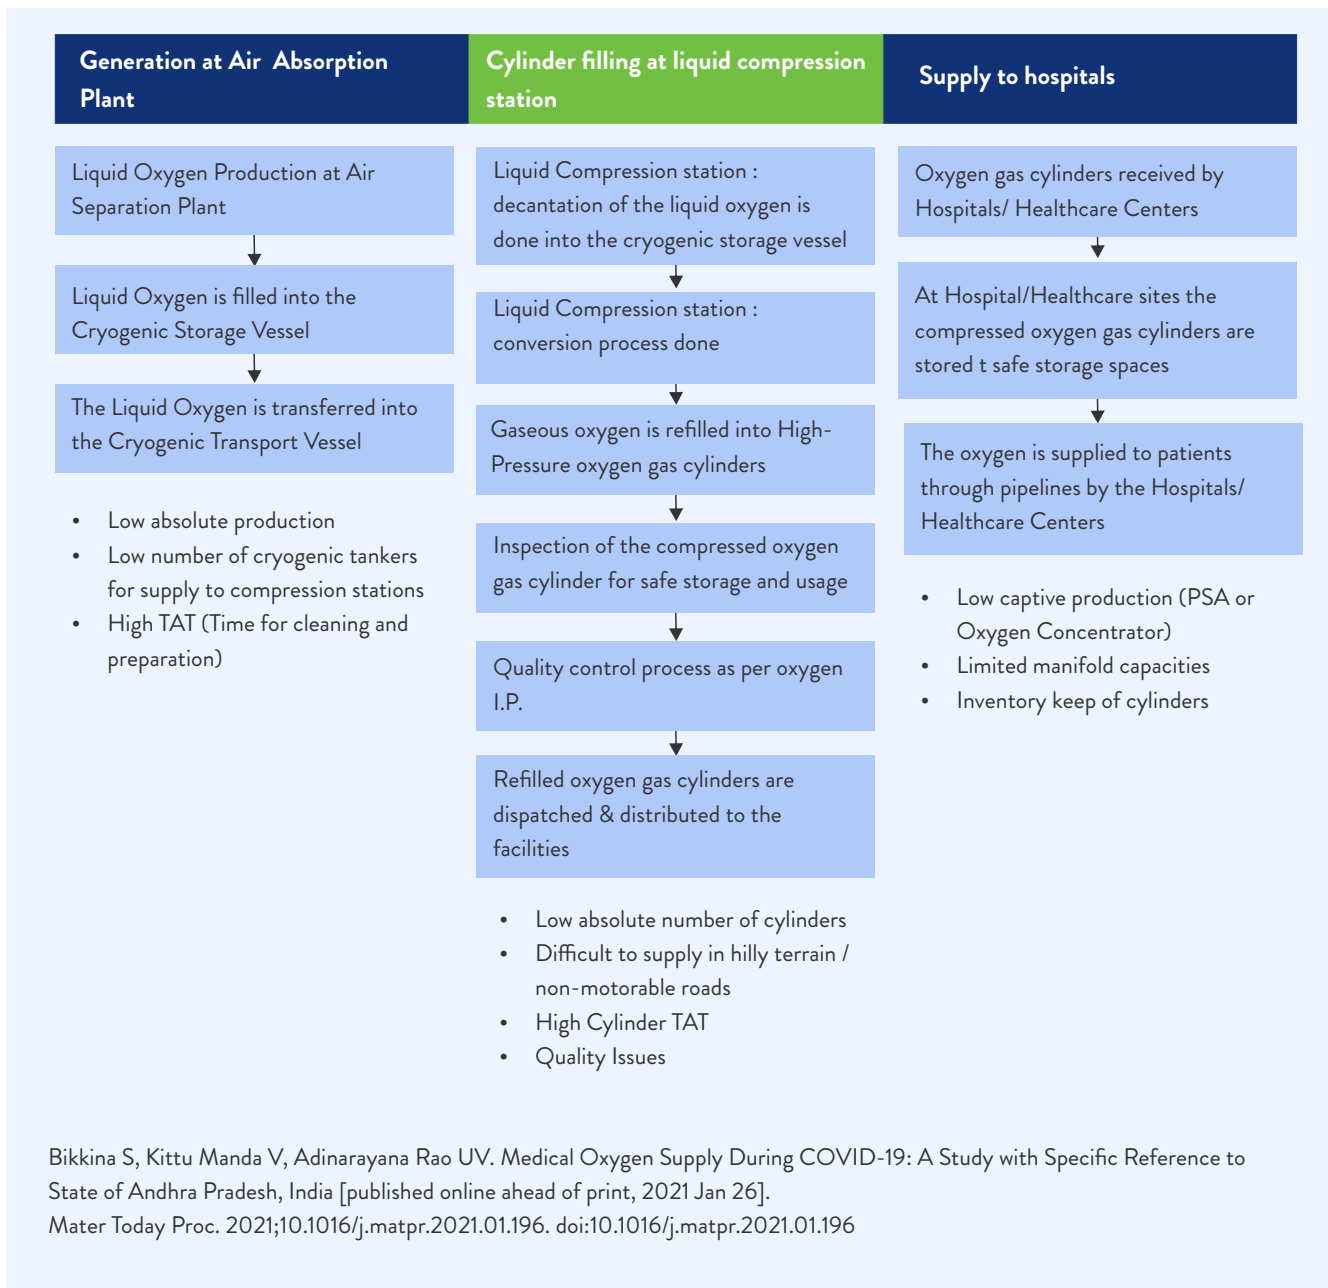 Generation at Air Absorption
Plant
Liquid Oxygen Production at Air
Separation Plant
Liquid Oxygen is filled into the
Cryogenic Storage Vessel
The Liquid Oxygen is transferred into
the Cryogenic Transport Vessel
• Low absolute production
• Low number of cryogenic tankers
for supply to compression stations
• High TAT (Time for cleaning and
preparation)
Cylinder filling at liquid compression
station
Liquid Compression station :
decantation of the liquid oxygen is
done into the cryogenic storage vessel
Liquid Compression station :
conversion process done
Gaseous oxygen is refilled into High-
Pressure oxygen gas cylinders
Inspection of the compressed oxygen
gas cylinder for safe storage and usage
Quality control process as per oxygen
I.P.
Refilled oxygen gas cylinders are
dispatched & distributed to the
facilities
• Low absolute number of cylinders
• Difficult to supply in hilly terrain /
non-motorable roads
• High Cylinder TAT
• Quality Issues
Supply to hospitals
Oxygen gas cylinders received by
Hospitals/ Healthcare Centers
At Hospital/Healthcare sites the
compressed oxygen gas cylinders are
stored t safe storage spaces
The oxygen is supplied to patients
through pipelines by the Hospitals/
Healthcare Centers
• Low captive production (PSA or
Oxygen Concentrator)
• Limited manifold capacities
• Inventory keep of cylinders
Bikkina S, Kittu Manda V, Adinarayana Rao UV. Medical Oxygen Supply During COVID-19: A Study with Specific Reference to
State of Andhra Pradesh, India [published online ahead of print, 2021 Jan 26].
Mater Today Proc. 2021;10.1016/j.matpr.2021.01.196. doi:10.1016/j.matpr.2021.01.196